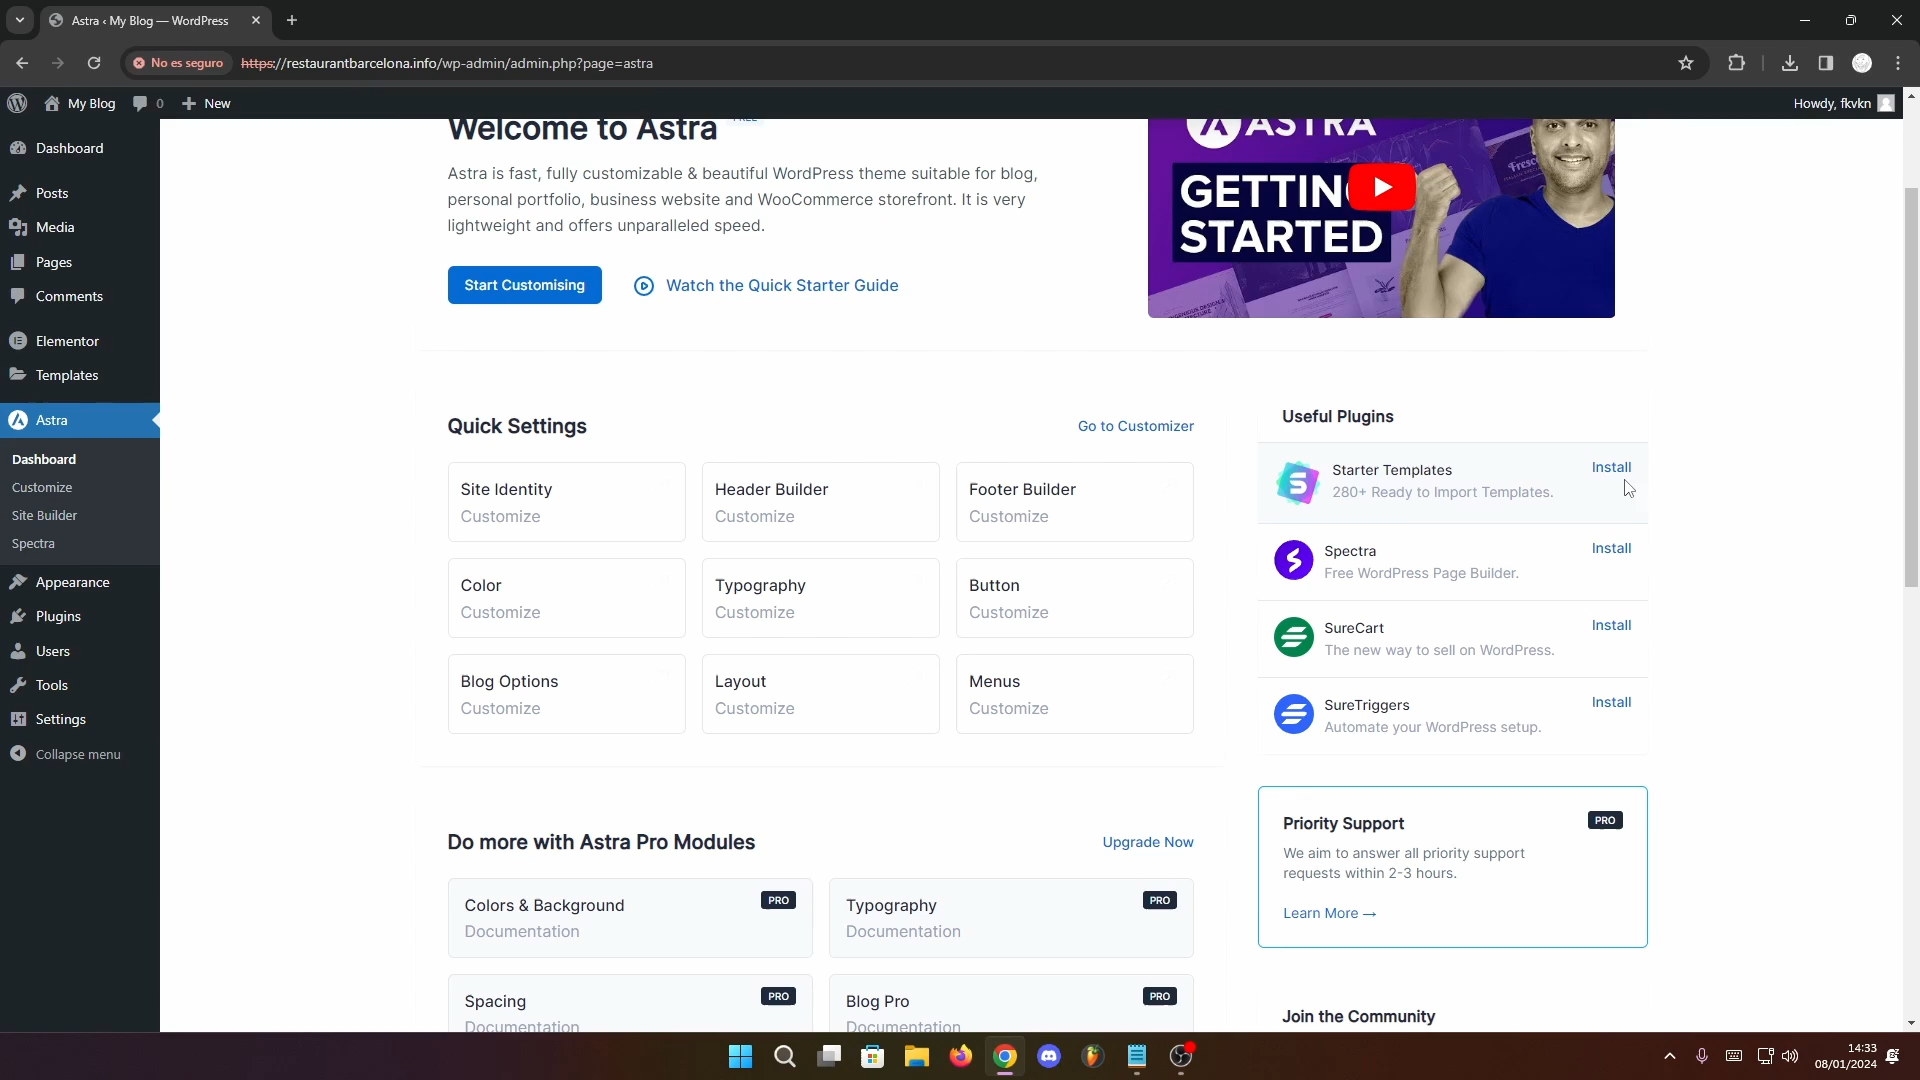 Astra ‹ My Blog — WordPress
No es seguro
https://restaurantbarcelona.info/wp-admin/admin.php?page=astra
My Blog
0
New
Howdy, fkvkn
Dashboard
Posts
Media
Pages
Comments
Elementor
Templates
Astra
Dashboard
Customize
Site Builder
Spectra
Appearance
Plugins
Users
Tools
Settings
Collapse menu
Welcome to Astra
FREE
Astra is fast, fully customizable & beautiful WordPress theme suitable for blog,
personal portfolio, business website and WooCommerce storefront. It is very
lightweight and offers unparalleled speed.
Start Customising
Watch the Quick Starter Guide
ASTRA
GETTIN
STARTED
Quick Settings
Go to Customizer
Site Identity
Customize
Header Builder
Customize
Footer Builder
Customize
Color
Customize
Typography
Customize
Button
Customize
Blog Options
Customize
Layout
Customize
Menus
Customize
Do more with Astra Pro Modules
Upgrade Now
Colors & Background
PRO
Documentation
Typography
PRO
Documentation
Spacing
PRO
Documentation
Blog Pro
PRO
Documentation
Useful Plugins
Starter Templates
Install
280+ Ready to Import Templates.
Spectra
Install
Free WordPress Page Builder.
SureCart
Install
The new way to sell on WordPress.
SureTriggers
Install
Automate your WordPress setup.
Priority Support
PRO
We aim to answer all priority support
requests within 2-3 hours.
Learn More →
Join the Community
14:33
08/01/2024